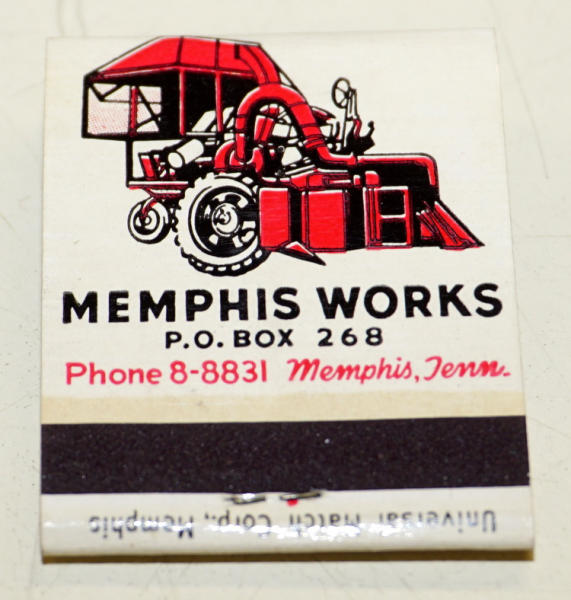 MEMPHIS WORKS
P.O. BOX 268
Phone 8-8831 Memphis, Tenn.
Universal Match Corp., Memphis